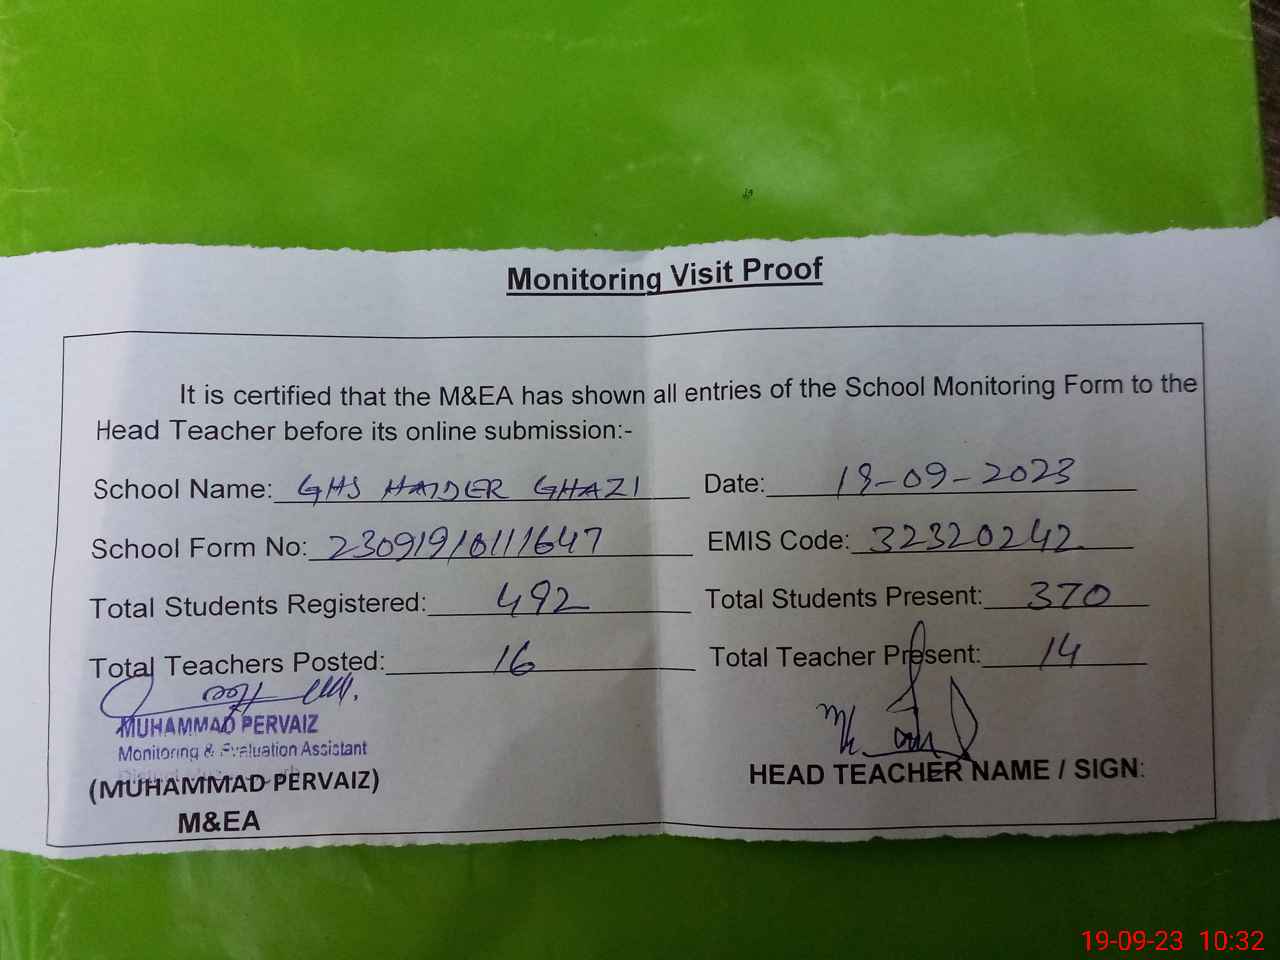 Monitoring Visit Proof
It is certified that the M&EA has shown all entries of the School Monitoring Form to the
Head Teacher before its online submission:-
School Name: GHS HAIDER GHAZI Date: 19-09-2023
School Form No: 230919/0111647 EMIS Code: 32320242
Total Students Registered: 492 Total Students Present: 370
Total Teachers Posted: 16 Total Teacher Present: 14
MUHAMMAD PERVAIZ
Monitoring & Evaluation Assistant
(MUHAMMAD PERVAIZ)
M&EA
HEAD TEACHER NAME / SIGN:
19-09-23 10:32